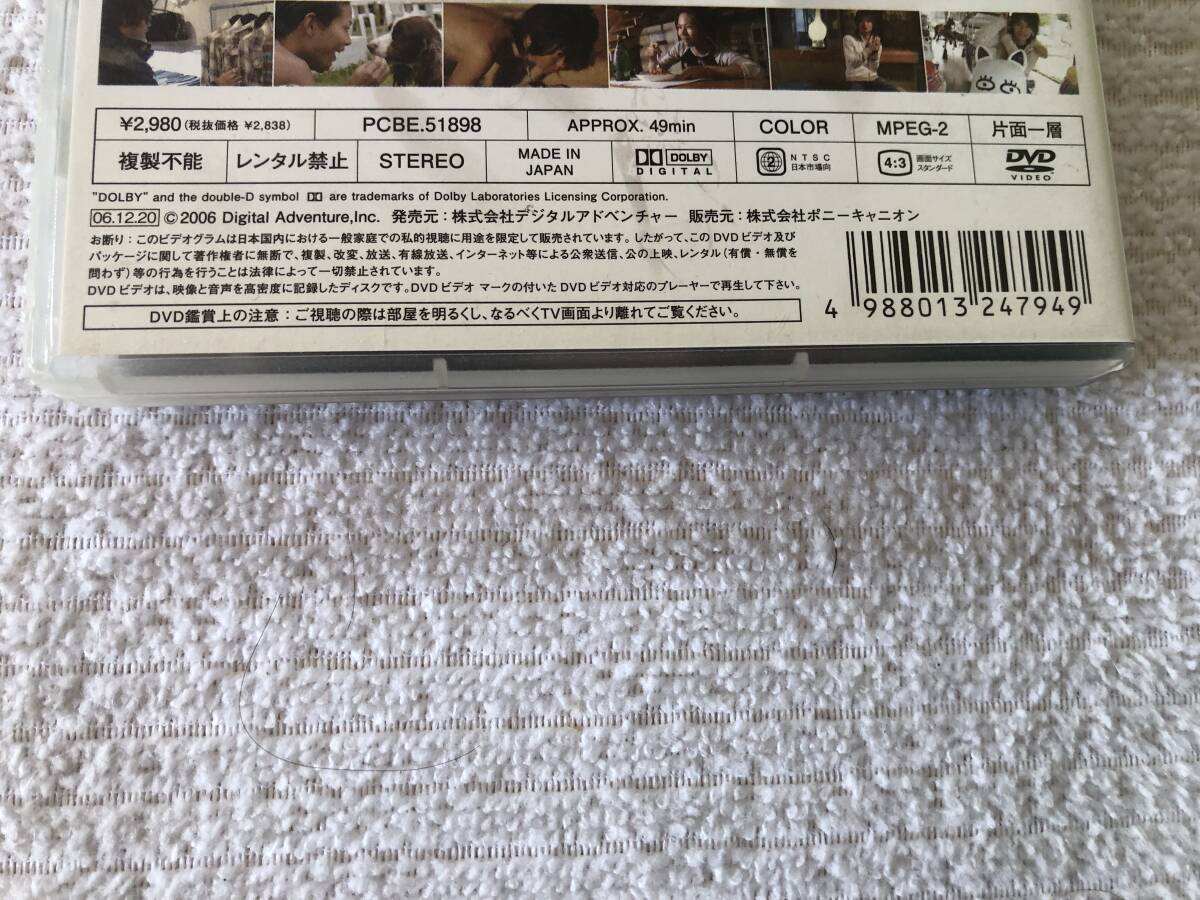 ¥2,980(税抜価格 ¥2,838) PCBE.51898 APPROX. 49min COLOR MPEG-2 片面一層
複製不能 レンタル禁止 STEREO MADE IN JAPAN DOLBY DIGITAL 2 NTSC 日本市場向 4:3 画面サイズ スタンダード DVD VIDEO
"DOLBY" and the double-D symbol are trademarks of Dolby Laboratories Licensing Corporation.
06.12.20 ©2006 Digital Adventure,Inc. 発売元：株式会社デジタルアドベンチャー 販売元：株式会社ポニーキャニオン
お断り：このビデオグラムは日本国内における一般家庭での私的視聴に用途を限定して販売されています。したがって、この DVD ビデオ及び
パッケージに関して著作権者に無断で、複製、改変、放送、有線放送、インターネット等による公衆送信、公の上映、レンタル（有償・無償を
問わず）等の行為を行うことは法律によって一切禁止されています。
DVD ビデオは、映像と音声を高密度に記録したディスクです。DVD ビデオ マークの付いた DVD ビデオ対応のプレーヤーで再生して下さい。
DVD鑑賞上の注意：ご視聴の際は部屋を明るくし、なるべくTV画面より離れてご覧ください。
4 988013 247949